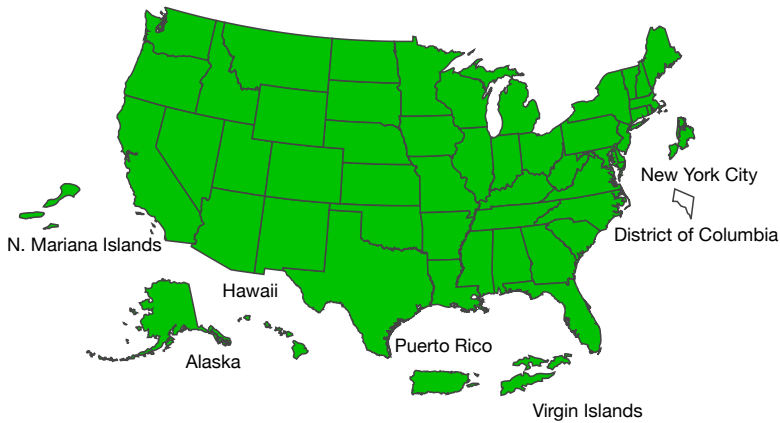 New York City
District of Columbia
N. Mariana Islands
Hawaii
Alaska
Puerto Rico
Virgin Islands